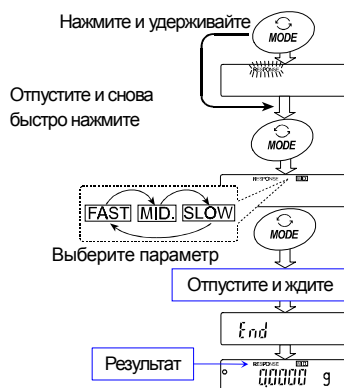 Нажмите и удерживайте
MODE
RESPONSE
Отпустите и снова
быстро нажмите
MODE
RESPONSE
FAST MID. SLOW
MODE
Выберите параметр
Отпустите и ждите
End
Результат
RESPONSE
0.0000 g